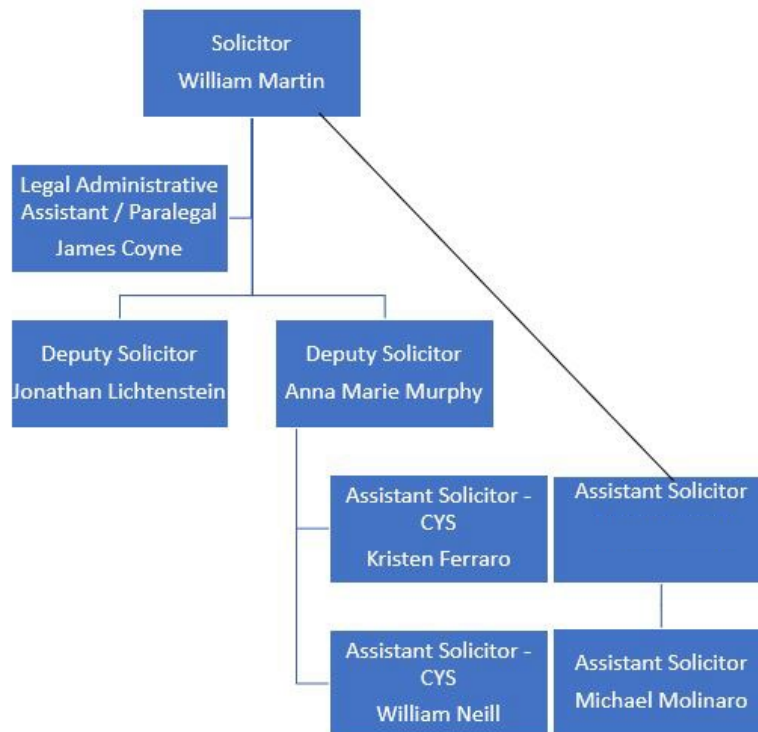 Solicitor
William Martin
Legal Administrative
Assistant / Paralegal
James Coyne
Deputy Solicitor
Jonathan Lichtenstein
Deputy Solicitor
Anna Marie Murphy
Assistant Solicitor -
CYS
Kristen Ferraro
Assistant Solicitor
Assistant Solicitor -
CYS
William Neill
Assistant Solicitor
Michael Molinaro